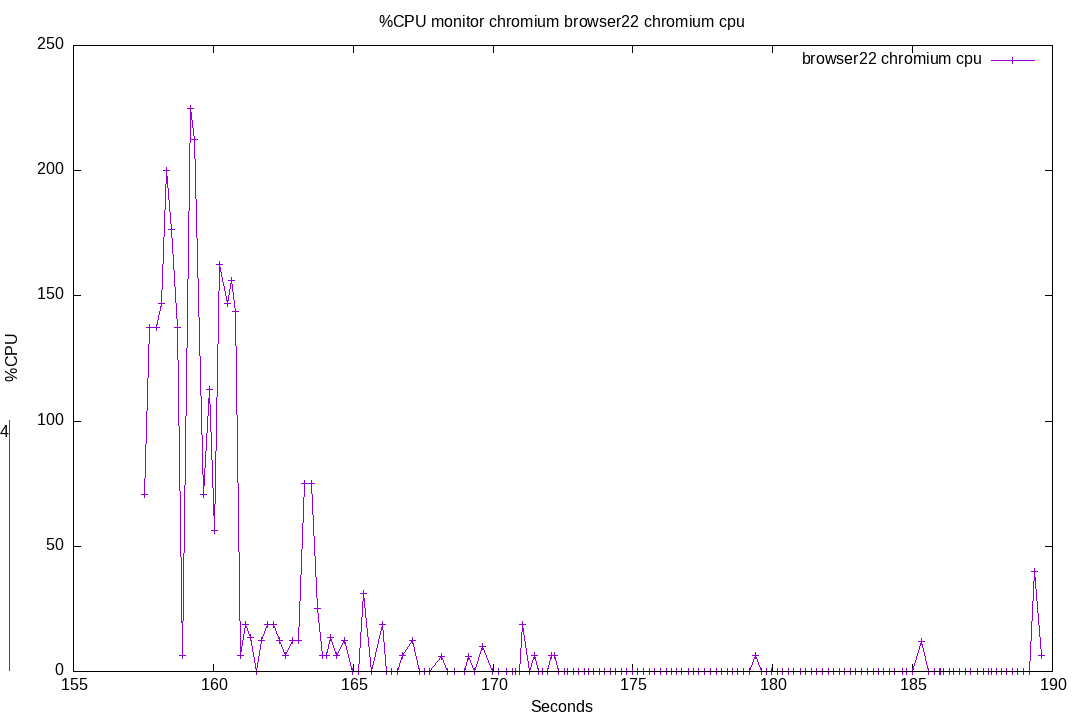 %CPU monitor chromium browser22 chromium cpu
browser22 chromium cpu
250
200
150
100
50
0
%CPU
4
155 160 165 170 175 180 185 190
Seconds